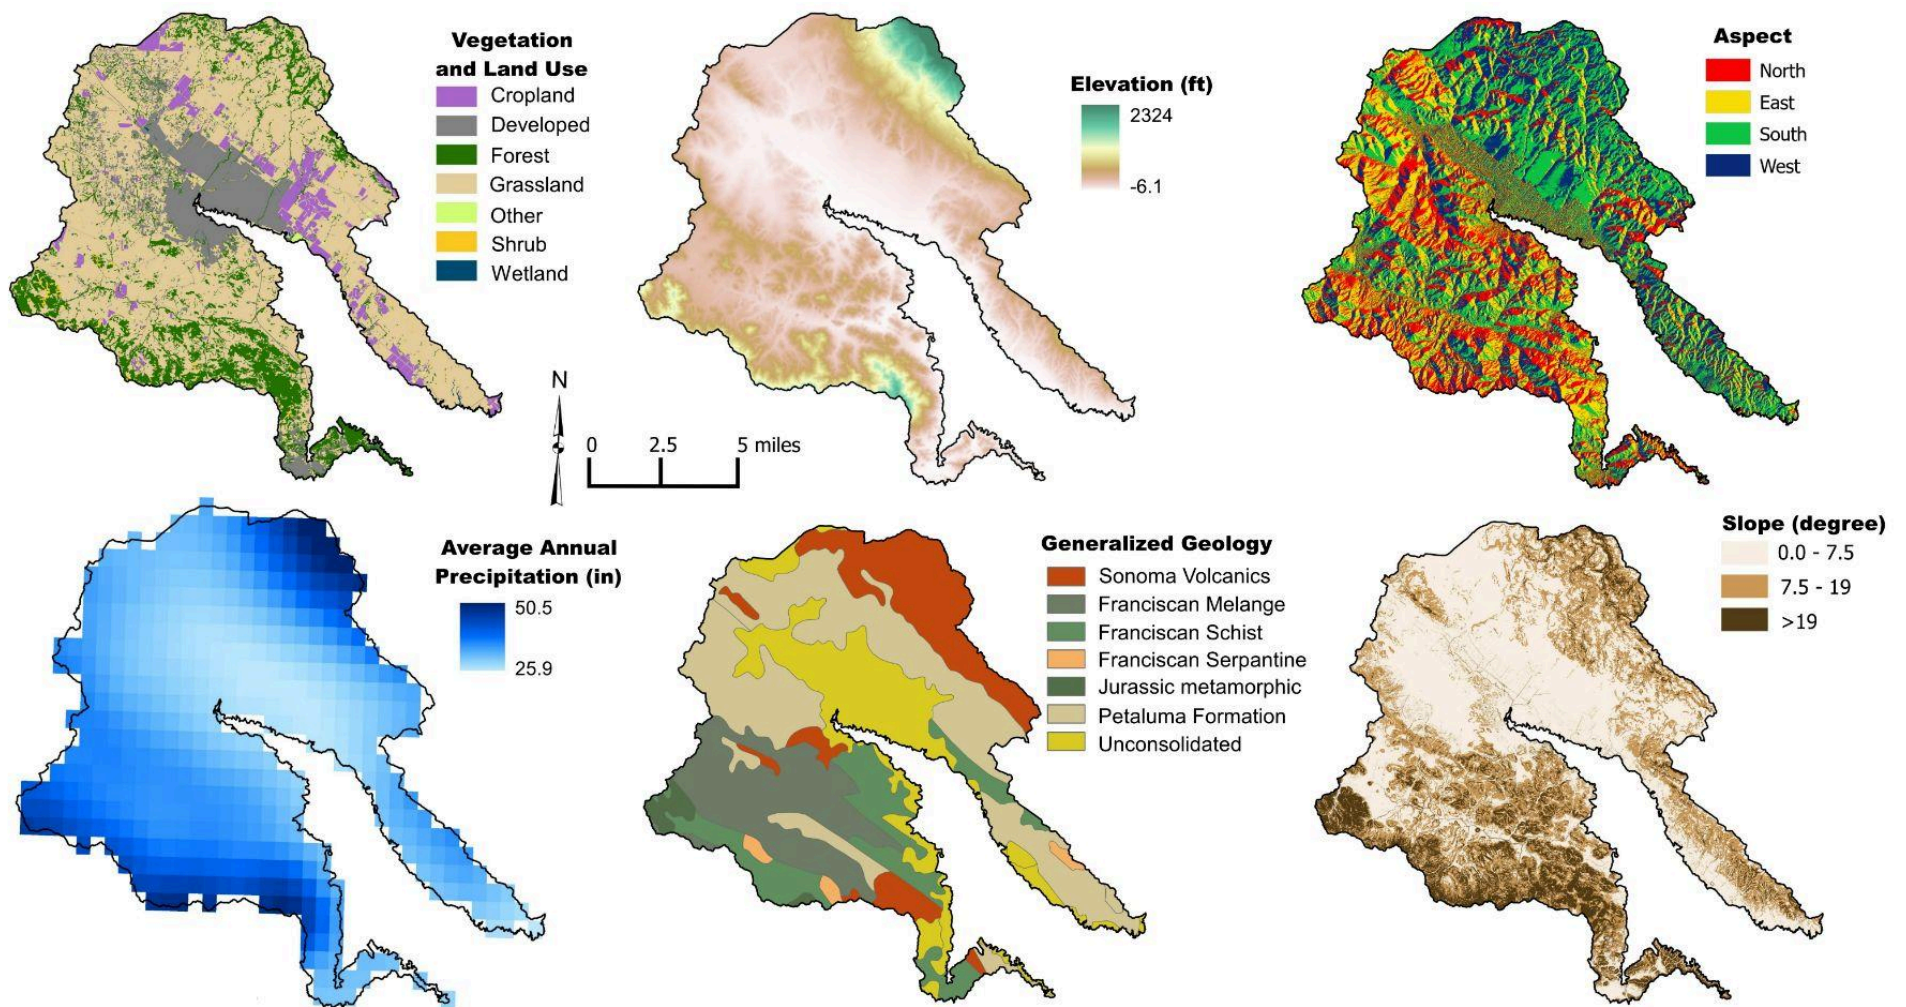 Vegetation
and Land Use
Cropland
Developed
Forest
Grassland
Other
Shrub
Wetland
Elevation (ft)
2324
-6.1
Aspect
North
East
South
West
N
0 2.5 5 miles
Average Annual
Precipitation (in)
50.5
25.9
Generalized Geology
Sonoma Volcanics
Franciscan Melange
Franciscan Schist
Franciscan Serpantine
Jurassic metamorphic
Petaluma Formation
Unconsolidated
Slope (degree)
0.0 - 7.5
7.5 - 19
>19